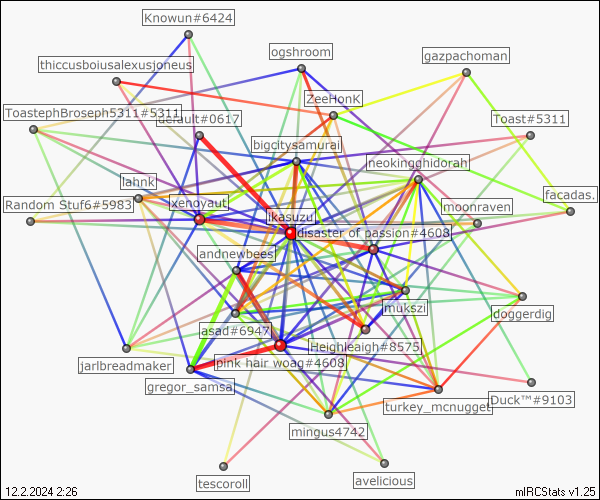 Knowun#6424
ogshroom
gazpachoman
thiccusboiusalexusjoneus
ZeeHonK
ToastephBroseph5311#5311
default#0617
Toast#5311
bigcitysamurai
neokingghidorah
lahnki
facadas.
Random Stuf6#5983
xenoyaut
moonraven
ikasuzu
disaster of passion#4608
andnewbees
mukszi
doggerdig
asad#6947
Heighleigh#8575
jarlbreadmaker
pink hair woag#4608
gregor_samsa
Duck™#9103
turkey_mcnugget
mingus4742
tescoroll
avelicious
12.2.2024 2:26
mIRCStats v1.25